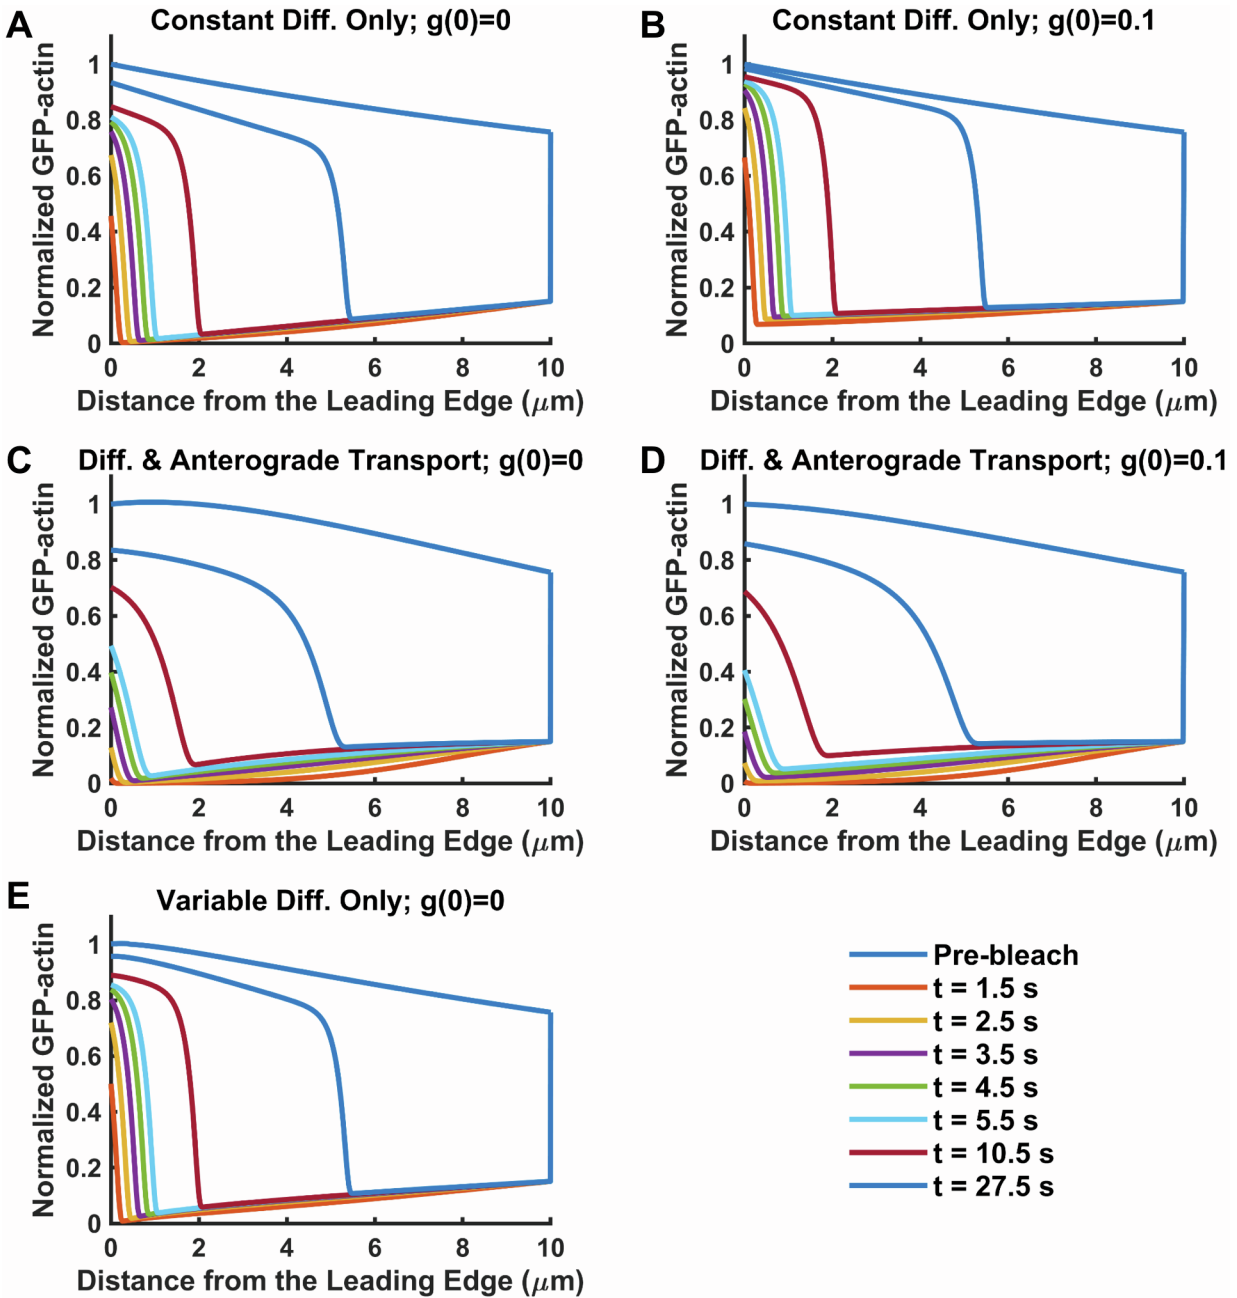 A
Constant Diff. Only; g(0)=0
Normalized GFP-actin
1
0.8
0.6
0.4
0.2
0
0 2 4 6 8 10
Distance from the Leading Edge (μm)
B
Constant Diff. Only; g(0)=0.1
Normalized GFP-actin
1
0.8
0.6
0.4
0.2
0
0 2 4 6 8 10
Distance from the Leading Edge (μm)
C
Diff. & Anterograde Transport; g(0)=0
Normalized GFP-actin
1
0.8
0.6
0.4
0.2
0
0 2 4 6 8 10
Distance from the Leading Edge (μm)
D
Diff. & Anterograde Transport; g(0)=0.1
Normalized GFP-actin
1
0.8
0.6
0.4
0.2
0
0 2 4 6 8 10
Distance from the Leading Edge (μm)
E
Variable Diff. Only; g(0)=0
Normalized GFP-actin
1
0.8
0.6
0.4
0.2
0
0 2 4 6 8 10
Distance from the Leading Edge (μm)
Pre-bleach
t = 1.5 s
t = 2.5 s
t = 3.5 s
t = 4.5 s
t = 5.5 s
t = 10.5 s
t = 27.5 s